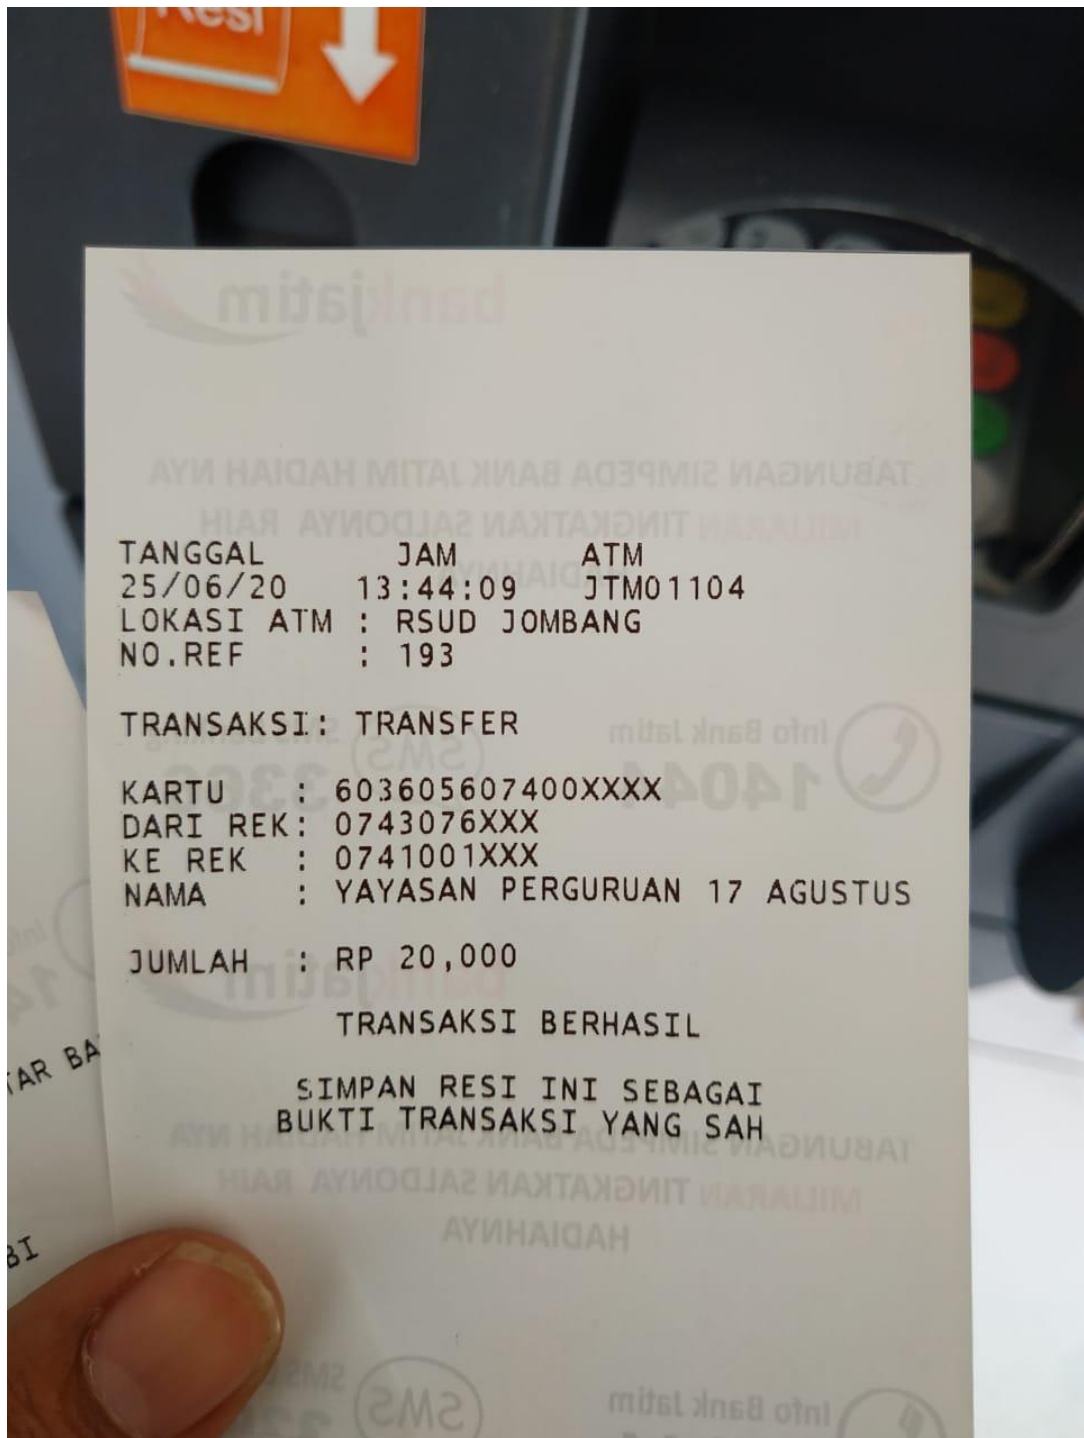 Resi
bankjatim
TABUNGAN SIMPEDA BANK JATIM HADIAH NYA
MILIARAN TINGKATKAN SALDONYA RAIH
HADIAHNYA
TANGGAL JAM ATM
25/06/20 13:44:09 JTM01104
LOKASI ATM : RSUD JOMBANG
NO.REF : 193
TRANSAKSI: TRANSFER
Info Bank Jatim
14044
SMS
KARTU : 603605607400XXXX
DARI REK: 0743076XXX
KE REK : 0741001XXX
NAMA : YAYASAN PERGURUAN 17 AGUSTUS
JUMLAH : RP 20,000
bankjatim
TRANSAKSI BERHASIL
SIMPAN RESI INI SEBAGAI
BUKTI TRANSAKSI YANG SAH
TABUNGAN SIMPEDA BANK JATIM HADIAH NYA
MILIARAN TINGKATKAN SALDONYA RAIH
HADIAHNYA
Info Bank Jatim
SMS